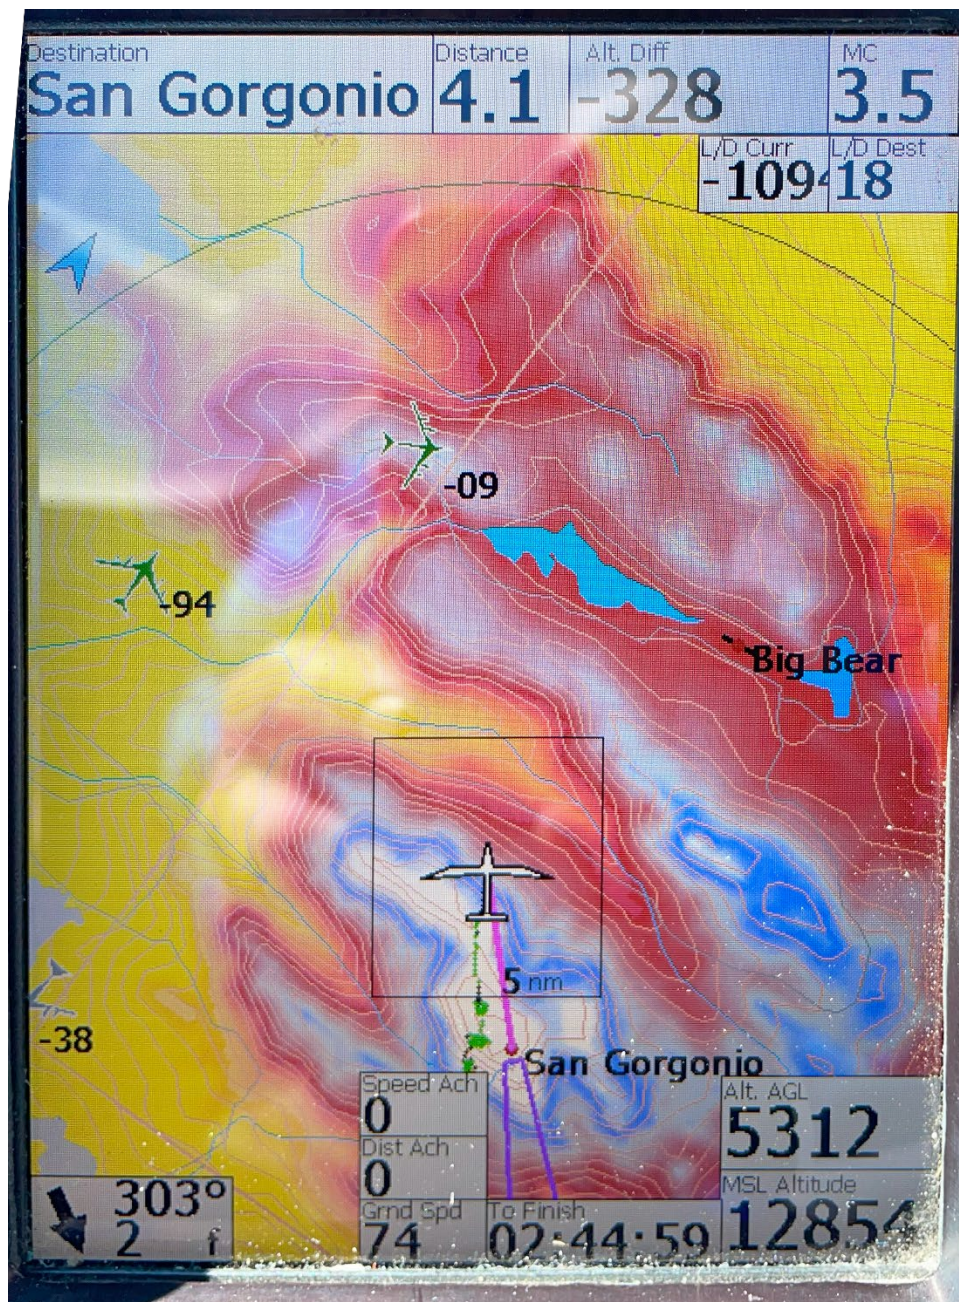 Destination
San Gorgonio
Distance
4.1
Alt. Diff
-328
MC
3.5
L/D Curr
-1094
L/D Dest
18
-09
-94
Big Bear
5 nm
-38
San Gorgonio
Speed Ach
0
Dist Ach
0
Grnd Spd
74
To Finish
02:44:59
Alt. AGL
5312
MSL Altitude
12854
303°
2 f